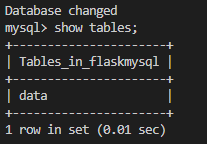 Database changed
mysql> show tables;
+----------------------+
| Tables_in_flaskmysql |
+----------------------+
| data                 |
+----------------------+
1 row in set (0.01 sec)